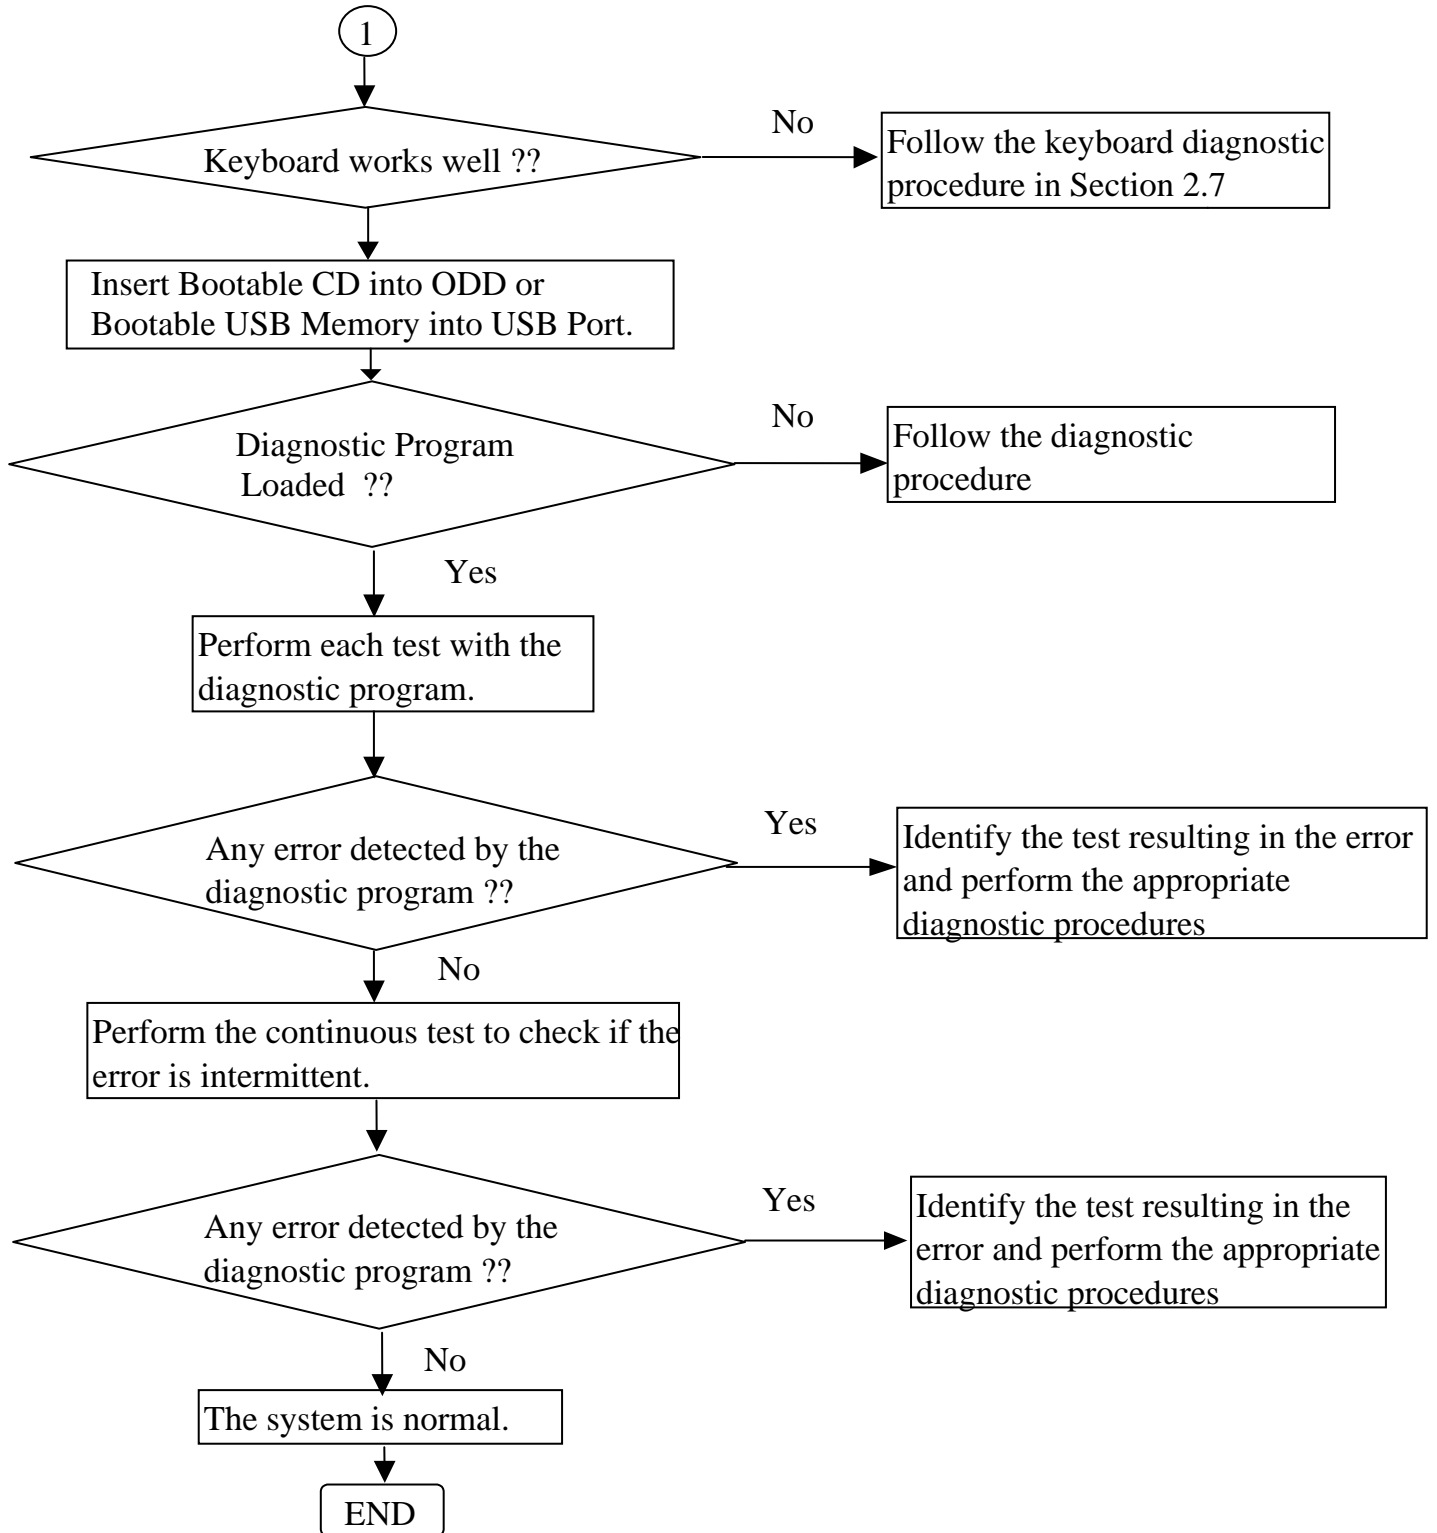 1
Keyboard works well ??
No
Follow the keyboard diagnostic
procedure in Section 2.7
Insert Bootable CD into ODD or
Bootable USB Memory into USB Port.
Diagnostic Program
Loaded ??
No
Follow the diagnostic
procedure
Yes
Perform each test with the
diagnostic program.
Any error detected by the
diagnostic program ??
Yes
Identify the test resulting in the error
and perform the appropriate
diagnostic procedures
No
Perform the continuous test to check if the
error is intermittent.
Any error detected by the
diagnostic program ??
Yes
Identify the test resulting in the
error and perform the appropriate
diagnostic procedures
No
The system is normal.
END